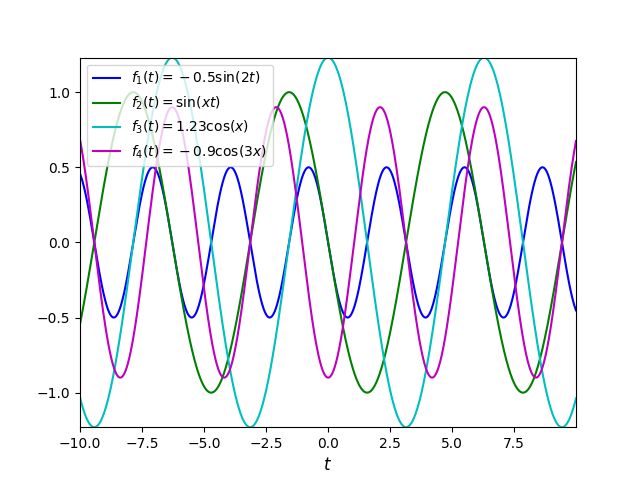 f₁(t) = −0.5sin(2t)
f₂(t) = sin(xt)
f₃(t) = 1.23cos(x)
f₄(t) = −0.9cos(3x)
1.0
0.5
0.0
−0.5
−1.0
−10.0 −7.5 −5.0 −2.5 0.0 2.5 5.0 7.5
t